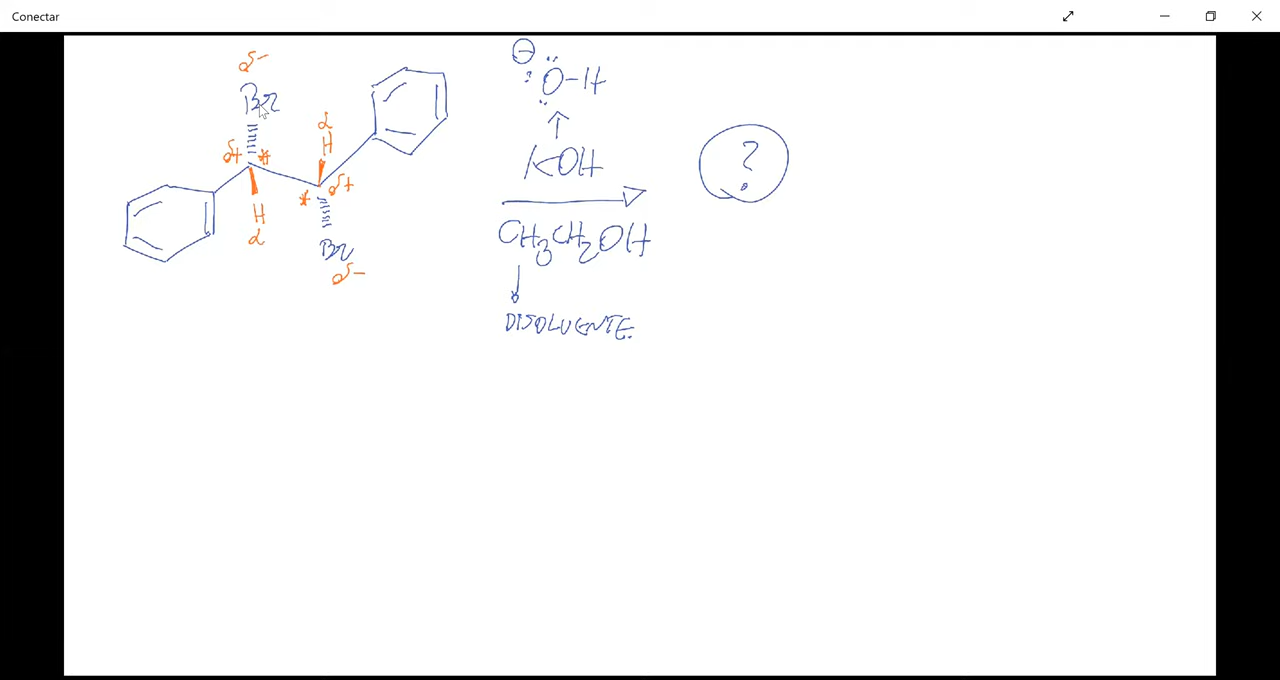 Conectar
δ-
Br
δ+ *
H
α
α
H
* δ+
Br
δ-
⊖
:Ö-H
↑
KOH
CH3CH2OH
↓
DISOLVENTE.
?